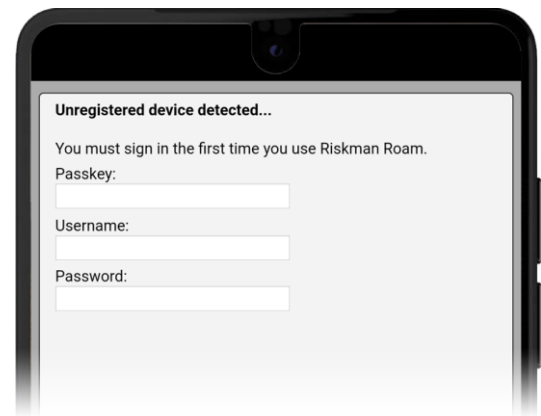 Unregistered device detected...
You must sign in the first time you use Riskman Roam.
Passkey:
Username:
Password: